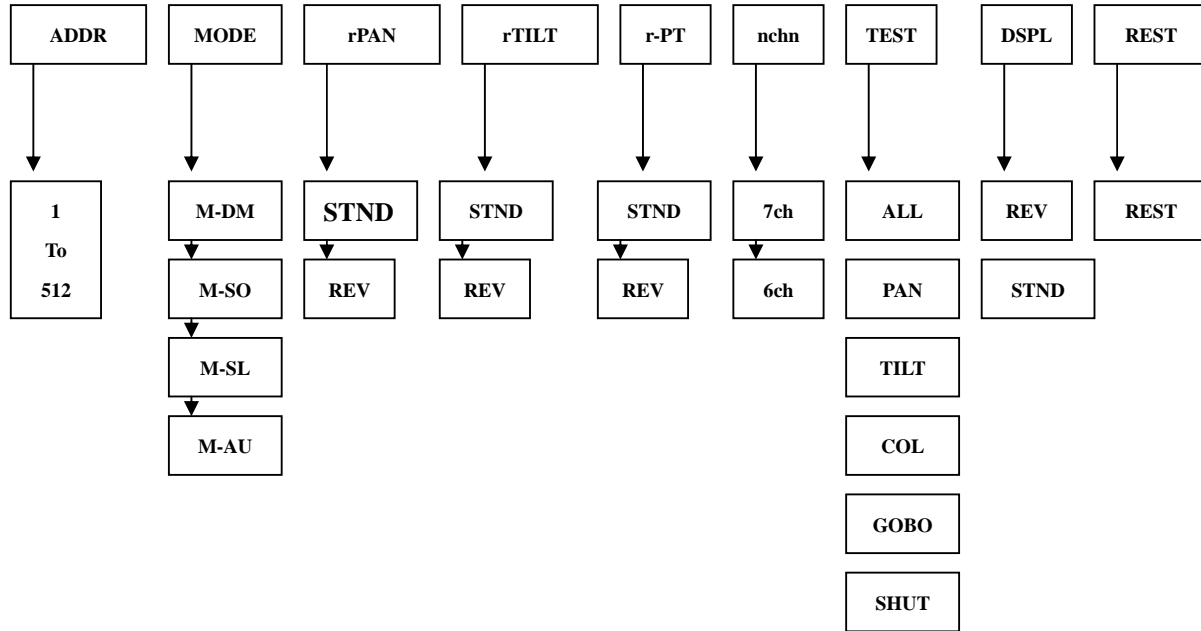 ADDR
MODE
rPAN
rTILT
r-PT
nchn
TEST
DSPL
REST
1
To
512
M-DM
M-SO
M-SL
M-AU
STND
REV
STND
REV
STND
REV
7ch
6ch
ALL
PAN
TILT
COL
GOBO
SHUT
REV
STND
REST